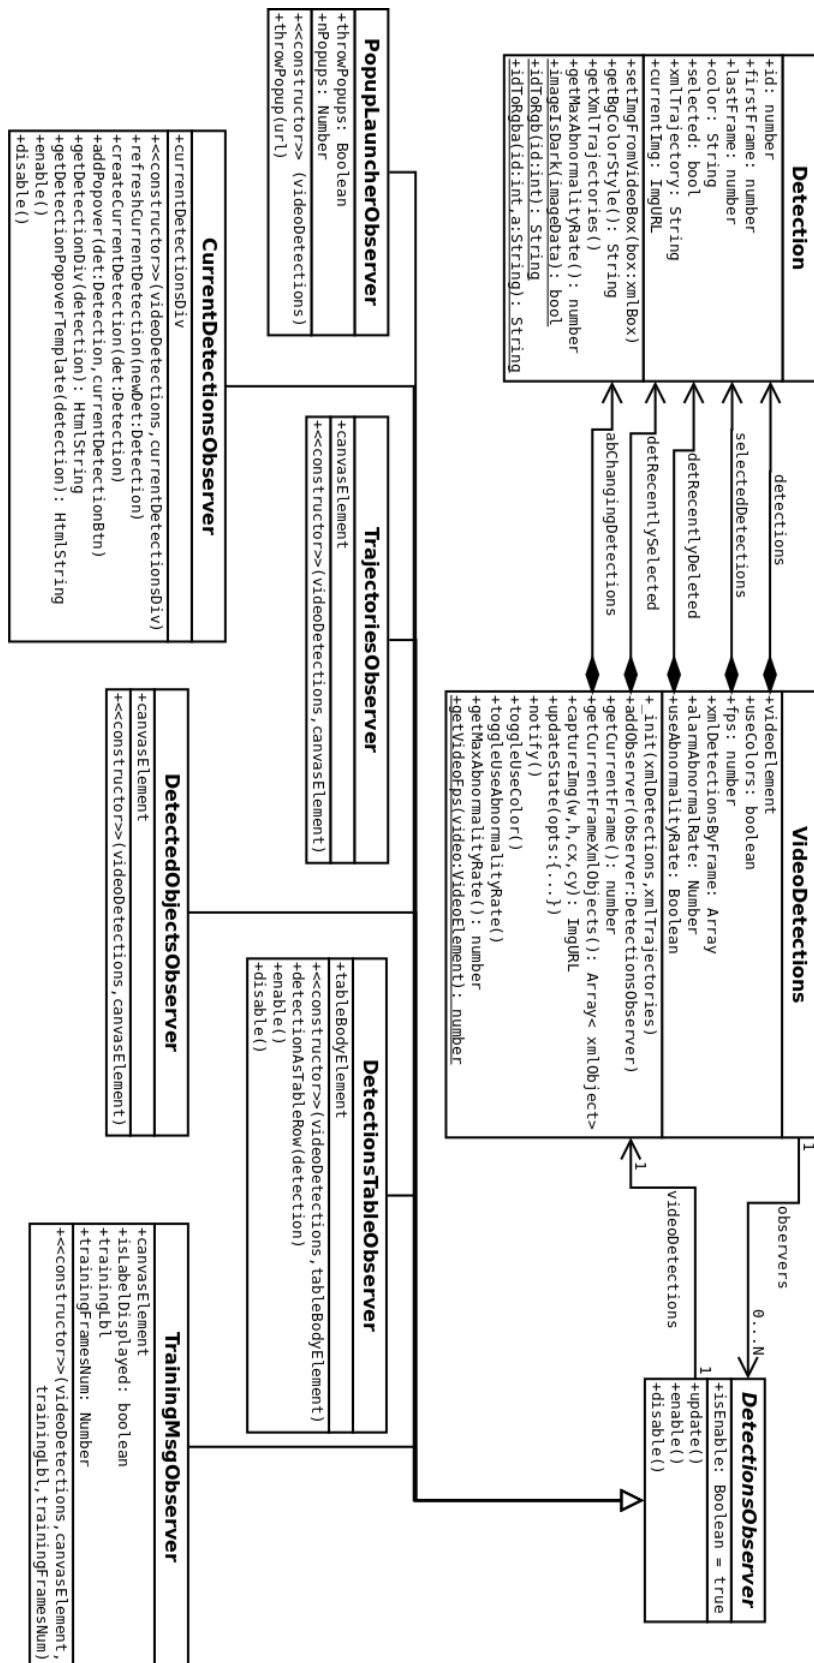 Detection
+id: number
+firstFrame: number
+lastFrame: number
+color: String
+selected: bool
+xmlTrajectory: String
+currentImg: ImgURL
+setImgFromVideoBox(box:xmlBox)
+getBgColorStyle(): String
+getXmlTrajectories()
+getMaxAbnormalityRate(): number
+imageIsDark(imageData): bool
+idToRgb(id:int): String
+idToRgba(id:int,a:String): String
detections
selectedDetections
detRecentlyDeleted
detRecentlySelected
abChangingDetections
VideoDetections
+videoElement
+useColors: boolean
+fps: number
+xmlDetectionsByFrame: Array
+alarmAbnormalRate: Number
+useAbnormalityRate: Boolean
+_init(xmlDetections,xmlTrajectories)
+addObserver(observer:DetectionsObserver)
+getCurrentFrame(): number
+getCurrentFrameXmlObjects(): Array< xmlObject>
+captureImg(w,h,cx,cy): ImgURL
+updateState(opts:{...})
+notify()
+toggleUseColor()
+toggleUseAbnormalityRate()
+getMaxAbnormalityRate(): number
+getVideoFps(video:VideoElement): number
1
observers
0...N
1
videoDetections
1
DetectionsObserver
+isEnable: Boolean = true
+update()
+enable()
+disable()
PopupLauncherObserver
+throwPopups: Boolean
+nPopups: Number
+<<constructor>> (videoDetections)
+throwPopup(url)
TrajectoriesObserver
+canvasElement
+<<constructor>>(videoDetections,canvasElement)
DetectionsTableObserver
+tableBodyElement
+<<constructor>>(videoDetections,tableBodyElement)
+detectionAsTableRow(detection)
+enable()
+disable()
CurrentDetectionsObserver
+currentDetectionsDiv
+<<constructor>>(videoDetections,currentDetectionsDiv)
+refreshCurrentDetection(newDet:Detection)
+createCurrentDetection(det:Detection)
+addPopover(det:Detection,currentDetectionBtn)
+getDetectionDiv(detection): HtmlString
+getDetectionPopoverTemplate(detection): HtmlString
+enable()
+disable()
DetectedObjectsObserver
+canvasElement
+<<constructor>>(videoDetections,canvasElement)
TrainingMsgObserver
+canvasElement
+isLabelDisplayed: boolean
+trainingLbl
+trainingFramesNum: Number
+<<constructor>>(videoDetections,canvasElement,
trainingLbl,trainingFramesNum)